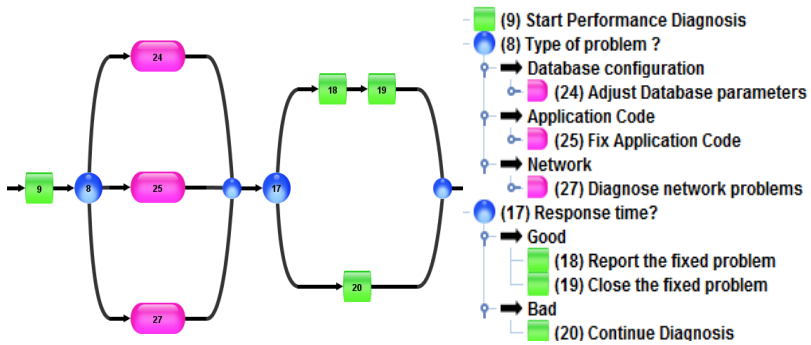 24
18
19
9
8
25
17
20
27
(9) Start Performance Diagnosis
(8) Type of problem ?
Database configuration
(24) Adjust Database parameters
Application Code
(25) Fix Application Code
Network
(27) Diagnose network problems
(17) Response time?
Good
(18) Report the fixed problem
(19) Close the fixed problem
Bad
(20) Continue Diagnosis